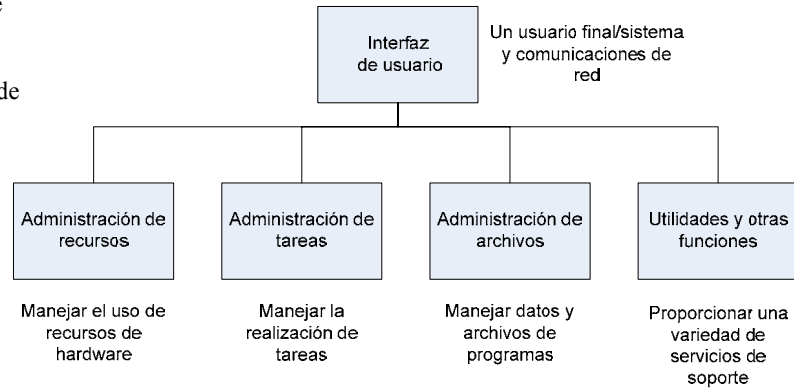 e
de
Interfaz
de usuario
Un usuario final/sistema
y comunicaciones de
red
Administración de
recursos
Administración de
tareas
Administración de
archivos
Utilidades y otras
funciones
Manejar el uso de
recursos de
hardware
Manejar la
realización de
tareas
Manejar datos y
archivos de
programas
Proporcionar una
variedad de
servicios de
soporte